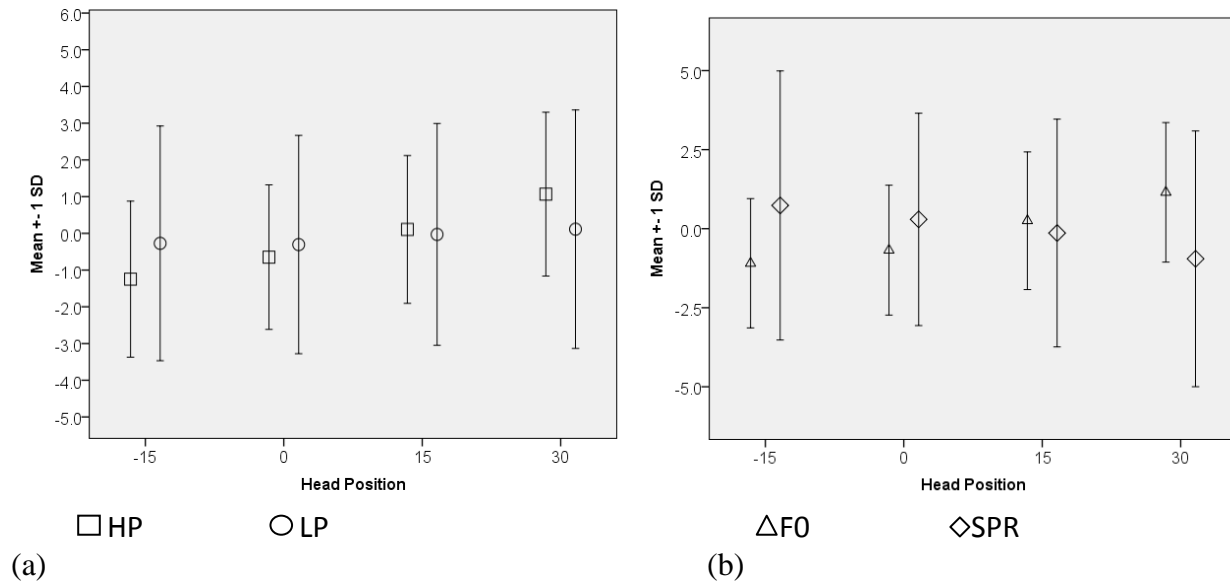 6.0
5.0
4.0
3.0
2.0
1.0
0.0
-1.0
-2.0
-3.0
-4.0
-5.0
Mean +- 1 SD
-15 0 15 30
Head Position
HP LP
(a)
5.0
2.5
0.0
-2.5
-5.0
Mean +- 1 SD
-15 0 15 30
Head Position
F0 SPR
(b)